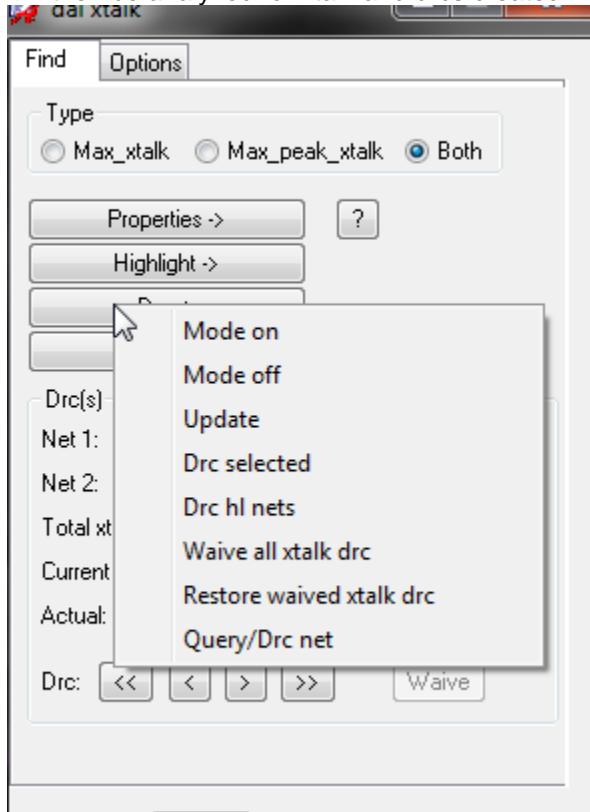 dal xtalk
Find Options
Type
Max_xtalk Max_peak_xtalk Both
Properties -> ?
Highlight ->
Mode on
Mode off
Update
Drc selected
Drc hl nets
Waive all xtalk drc
Restore waived xtalk drc
Query/Drc net
Drc(s)
Net 1:
Net 2:
Total xt
Current
Actual:
Drc: << < > >> Waive